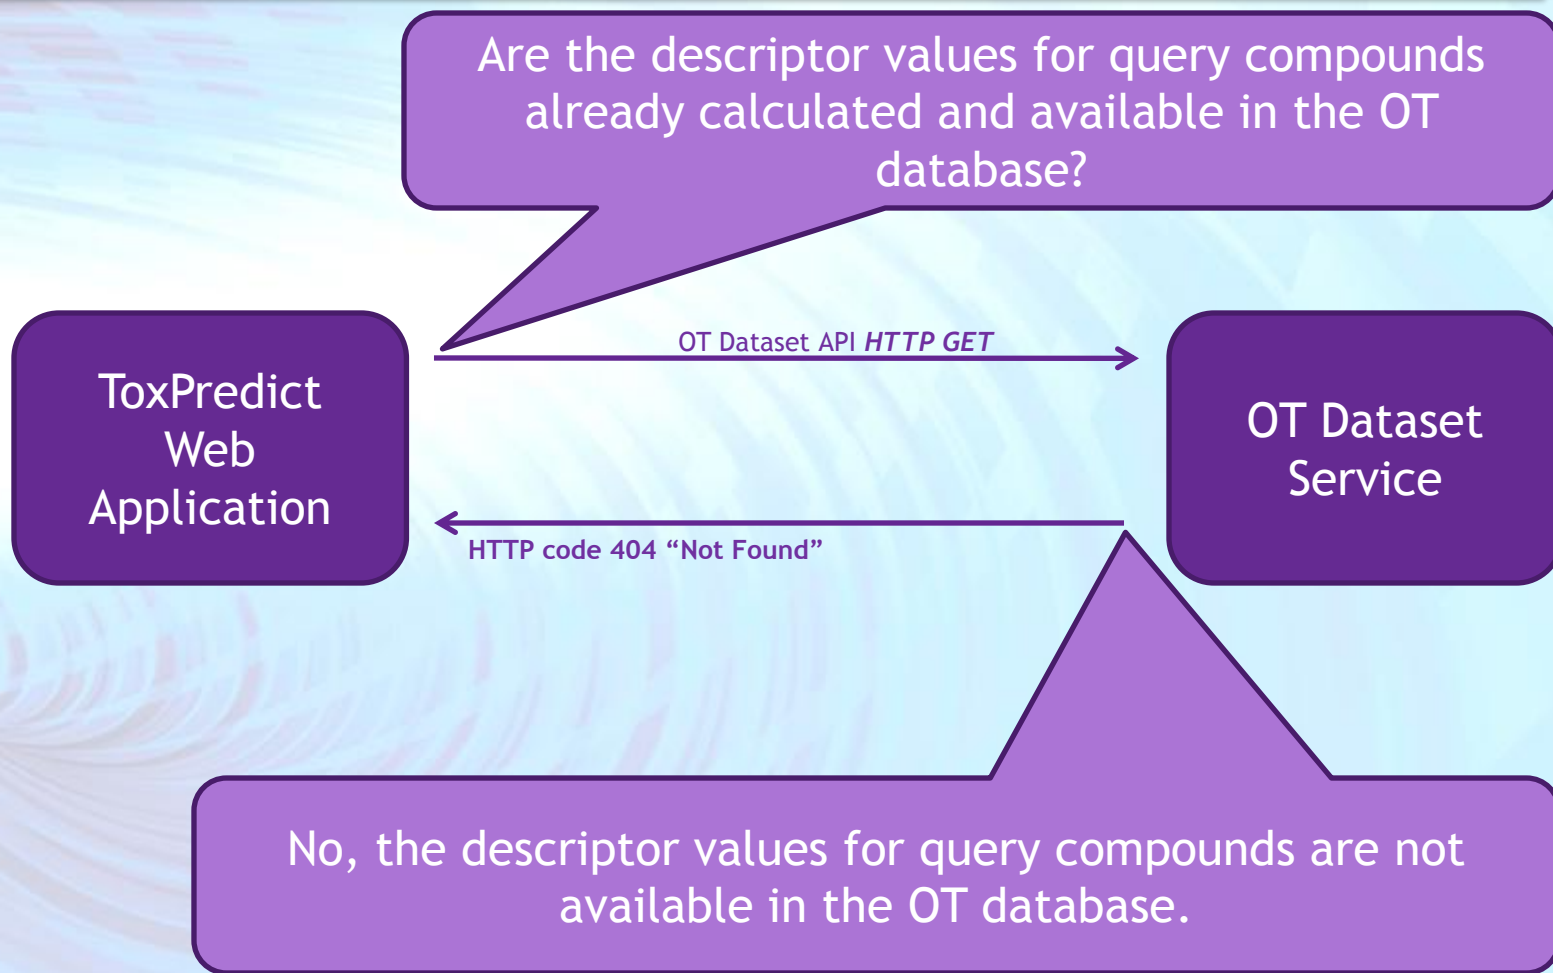 Are the descriptor values for query compounds
already calculated and available in the OT
database?
OT Dataset API HTTP GET
ToxPredict
Web
Application
OT Dataset
Service
HTTP code 404 “Not Found”
No, the descriptor values for query compounds are not
available in the OT database.